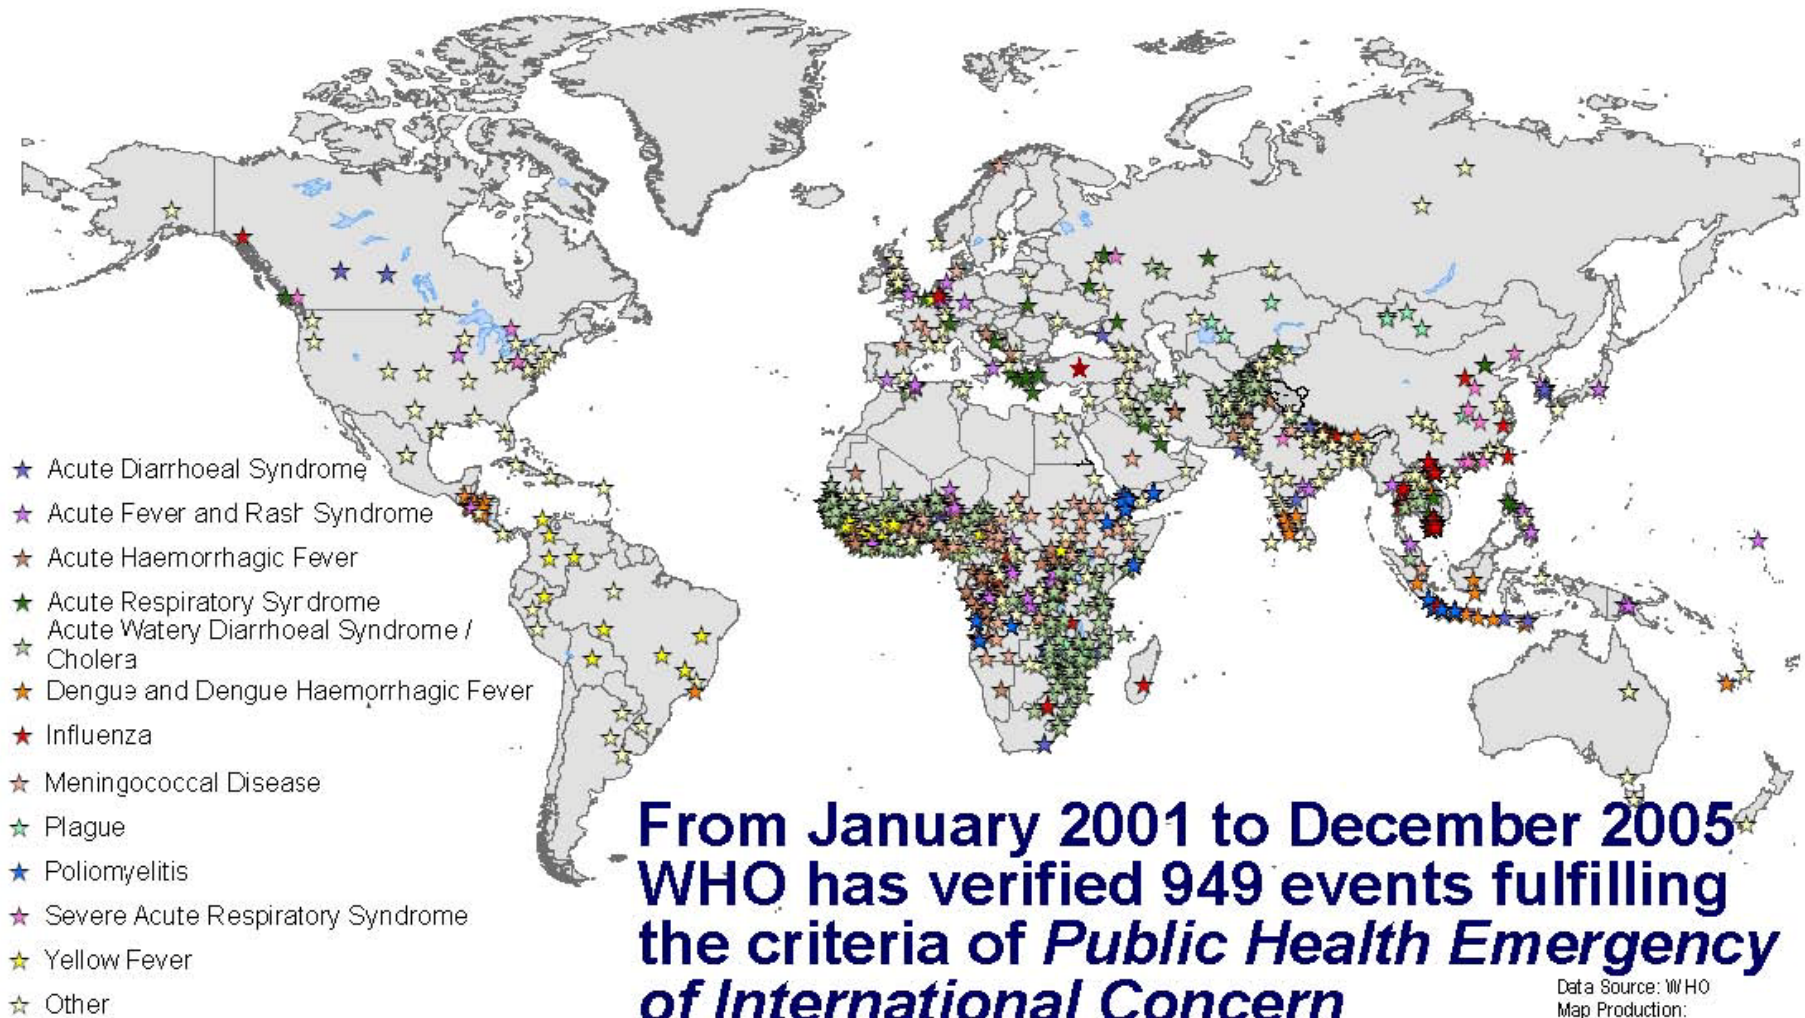 Acute Diarrhoeal Syndrome
Acute Fever and Rash Syndrome
Acute Haemorrhagic Fever
Acute Respiratory Syndrome
Acute Watery Diarrhoeal Syndrome /
Cholera
Dengue and Dengue Haemorrhagic Fever
Influenza
Meningococcal Disease
Plague
Poliomyelitis
Severe Acute Respiratory Syndrome
Yellow Fever
Other
From January 2001 to December 2005
WHO has verified 949 events fulfilling
the criteria of Public Health Emergency
of International Concern
Data Source: WHO
Map Production: